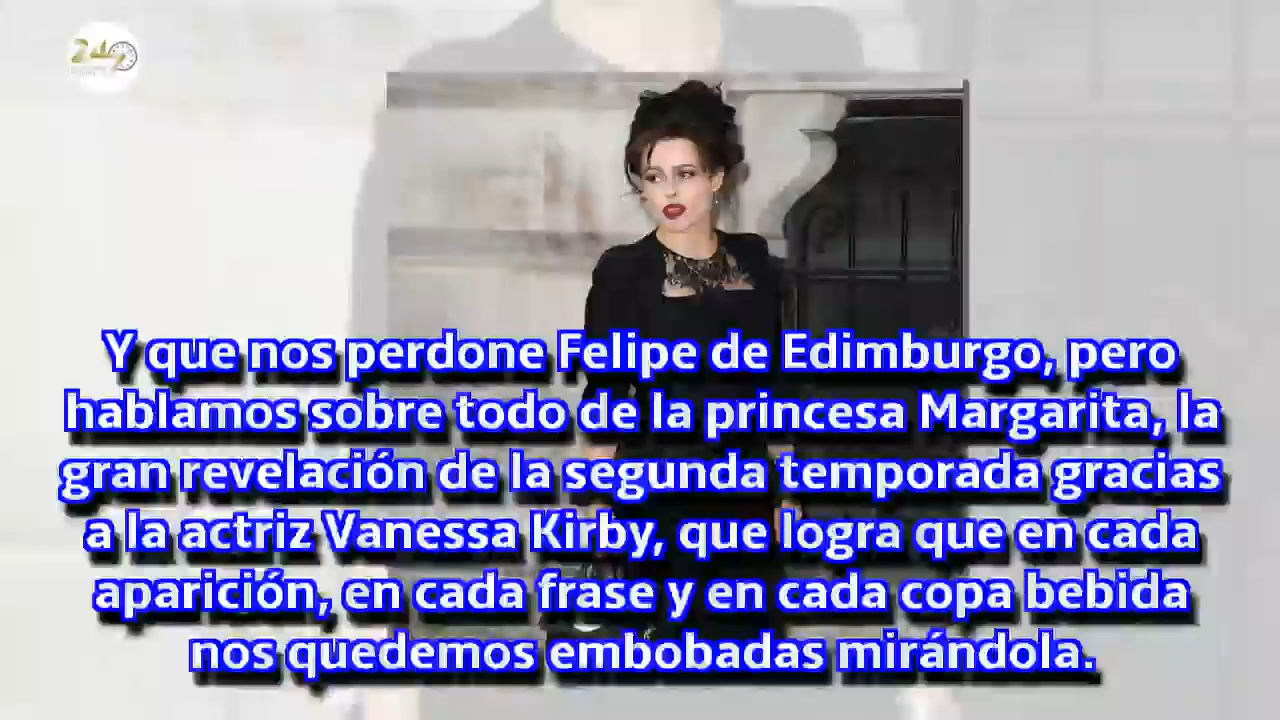 24/7
Y que nos perdone Felipe de Edimburgo, pero
hablamos sobre todo de la princesa Margarita, la
gran revelación de la segunda temporada gracias
a la actriz Vanessa Kirby, que logra que en cada
aparición, en cada frase y en cada copa bebida
nos quedemos embobadas mirándola.